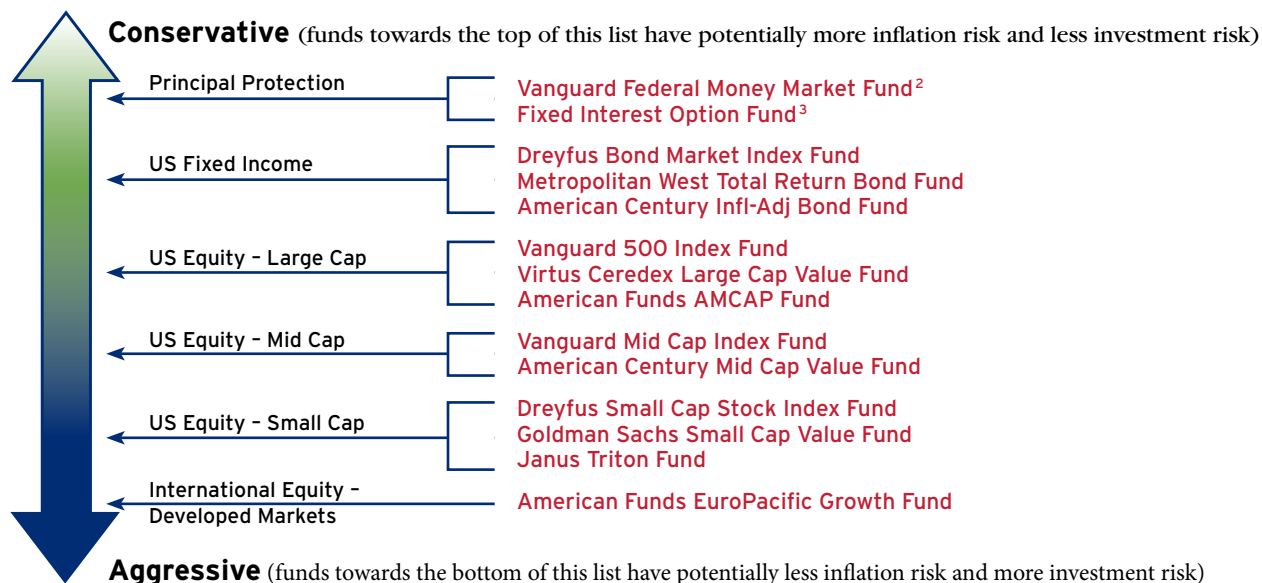 Conservative (funds towards the top of this list have potentially more inflation risk and less investment risk)
Principal Protection
Vanguard Federal Money Market Fund²
Fixed Interest Option Fund³
US Fixed Income
Dreyfus Bond Market Index Fund
Metropolitan West Total Return Bond Fund
American Century Infl-Adj Bond Fund
US Equity – Large Cap
Vanguard 500 Index Fund
Virtus Ceredex Large Cap Value Fund
American Funds AMCAP Fund
US Equity – Mid Cap
Vanguard Mid Cap Index Fund
American Century Mid Cap Value Fund
US Equity – Small Cap
Dreyfus Small Cap Stock Index Fund
Goldman Sachs Small Cap Value Fund
Janus Triton Fund
International Equity –
Developed Markets
American Funds EuroPacific Growth Fund
Aggressive (funds towards the bottom of this list have potentially less inflation risk and more investment risk)